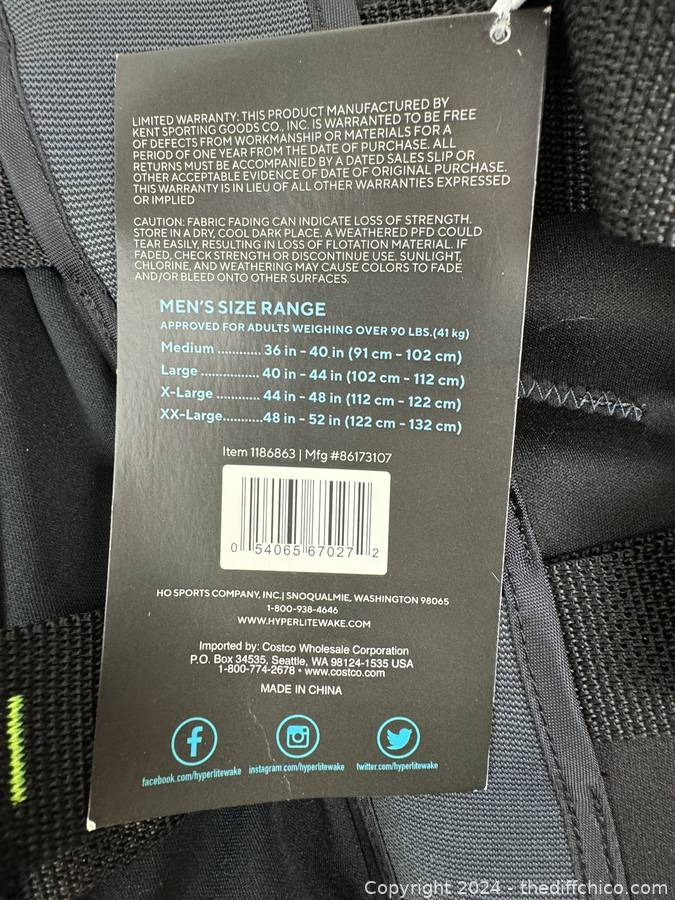 LIMITED WARRANTY: THIS PRODUCT MANUFACTURED BY
KENT SPORTING GOODS CO., INC. IS WARRANTED TO BE FREE
OF DEFECTS FROM WORKMANSHIP OR MATERIALS FOR A
PERIOD OF ONE YEAR FROM THE DATE OF PURCHASE. ALL
RETURNS MUST BE ACCOMPANIED BY A DATED SALES SLIP OR
OTHER ACCEPTABLE EVIDENCE OF DATE OF ORIGINAL PURCHASE.
THIS WARRANTY IS IN LIEU OF ALL OTHER WARRANTIES EXPRESSED
OR IMPLIED
CAUTION: FABRIC FADING CAN INDICATE LOSS OF STRENGTH.
STORE IN A DRY, COOL DARK PLACE. A WEATHERED PFD COULD
TEAR EASILY, RESULTING IN LOSS OF FLOTATION MATERIAL. IF
FADED, CHECK STRENGTH OR DISCONTINUE USE. SUNLIGHT,
CHLORINE, AND WEATHERING MAY CAUSE COLORS TO FADE
AND/OR BLEED ONTO OTHER SURFACES.
MEN'S SIZE RANGE
APPROVED FOR ADULTS WEIGHING OVER 90 LBS.(41 kg)
Medium ............ 36 in - 40 in (91 cm - 102 cm)
Large ................ 40 in - 44 in (102 cm - 112 cm)
X-Large ............ 44 in - 48 in (112 cm - 122 cm)
XX-Large...........48 in - 52 in (122 cm - 132 cm)
Item 1186863 | Mfg #86173107
0 54065 67027 2
HO SPORTS COMPANY, INC.| SNOQUALMIE, WASHINGTON 98065
1-800-938-4646
WWW.HYPERLITEWAKE.COM
Imported by: Costco Wholesale Corporation
P.O. Box 34535, Seattle, WA 98124-1535 USA
1-800-774-2678 • www.costco.com
MADE IN CHINA
facebook.com/hyperlitewake instagram.com/hyperlitewake twitter.com/hyperlitewake
Copyright 2024 - thediffchico.com